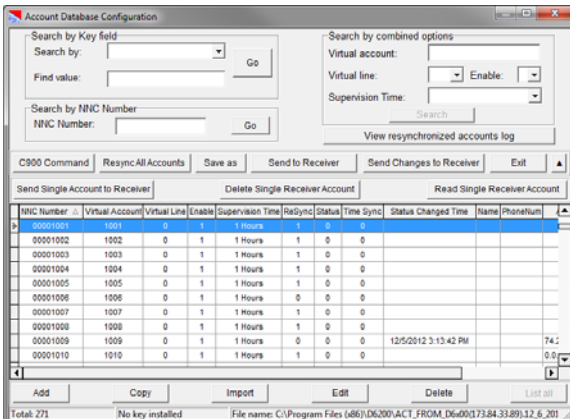 Account Database Configuration
Search by Key field
Search by:
Go
Find value:
Search by NNC Number
NNC Number:
Go
Search by combined options
Virtual account:
Virtual line:
Enable:
Supervision Time:
Search
View resynchronized accounts log
C900 Command
Resync All Accounts
Save as
Send to Receiver
Send Changes to Receiver
Exit
Send Single Account to Receiver
Delete Single Receiver Account
Read Single Receiver Account
NNC Number Virtual Account Virtual Line Enable Supervision Time ReSync Status Time Sync Status Changed Time Name PhoneNum
00001001 1001 0 1 1 Hours 1 0 0
00001002 1002 0 1 1 Hours 1 0 0
00001003 1003 0 1 1 Hours 1 0 0
00001004 1004 0 1 1 Hours 1 0 0
00001005 1005 0 1 1 Hours 1 0 0
00001006 1006 0 1 1 Hours 0 0 0
00001007 1007 0 1 1 Hours 1 0 0
00001008 1008 0 1 1 Hours 1 0 0
00001009 1009 0 1 1 Hours 0 0 0 12/5/2012 3:13:42 PM 74.2
00001010 1010 0 1 1 Hours 1 0 0 0.0.
Add
Copy
Import
Edit
Delete
List all
Total: 271
No key installed
File name: C:\Program Files (x86)\D6200\ACT_FROM_D6x00(173.84.33.89).12_6_201